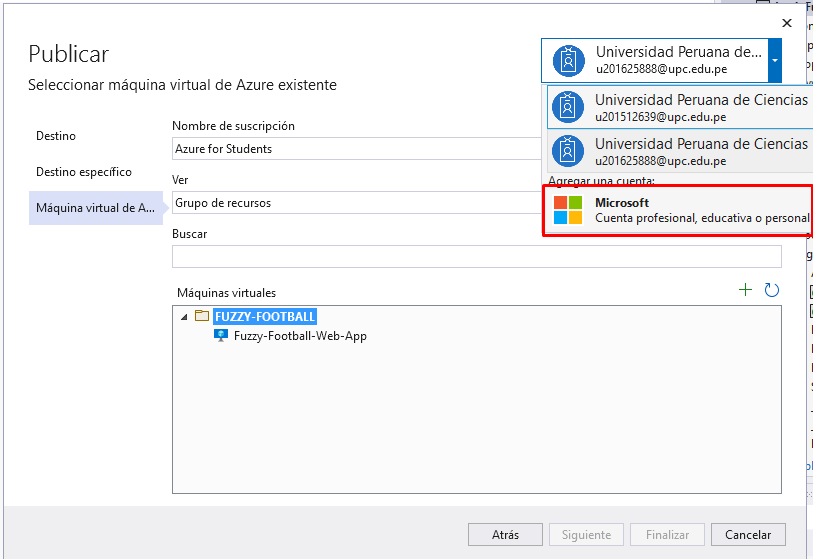 Publicar
Seleccionar máquina virtual de Azure existente
Universidad Peruana de...
u201625888@upc.edu.pe
Universidad Peruana de Ciencias
u201512639@upc.edu.pe
Universidad Peruana de Ciencias
u201625888@upc.edu.pe
Agregar una cuenta:
Microsoft
Cuenta profesional, educativa o personal
Destino
Destino específico
Máquina virtual de A...
Nombre de suscripción
Azure for Students
Ver
Grupo de recursos
Buscar
Máquinas virtuales
FUZZY-FOOTBALL
Fuzzy-Football-Web-App
Atrás
Siguiente
Finalizar
Cancelar